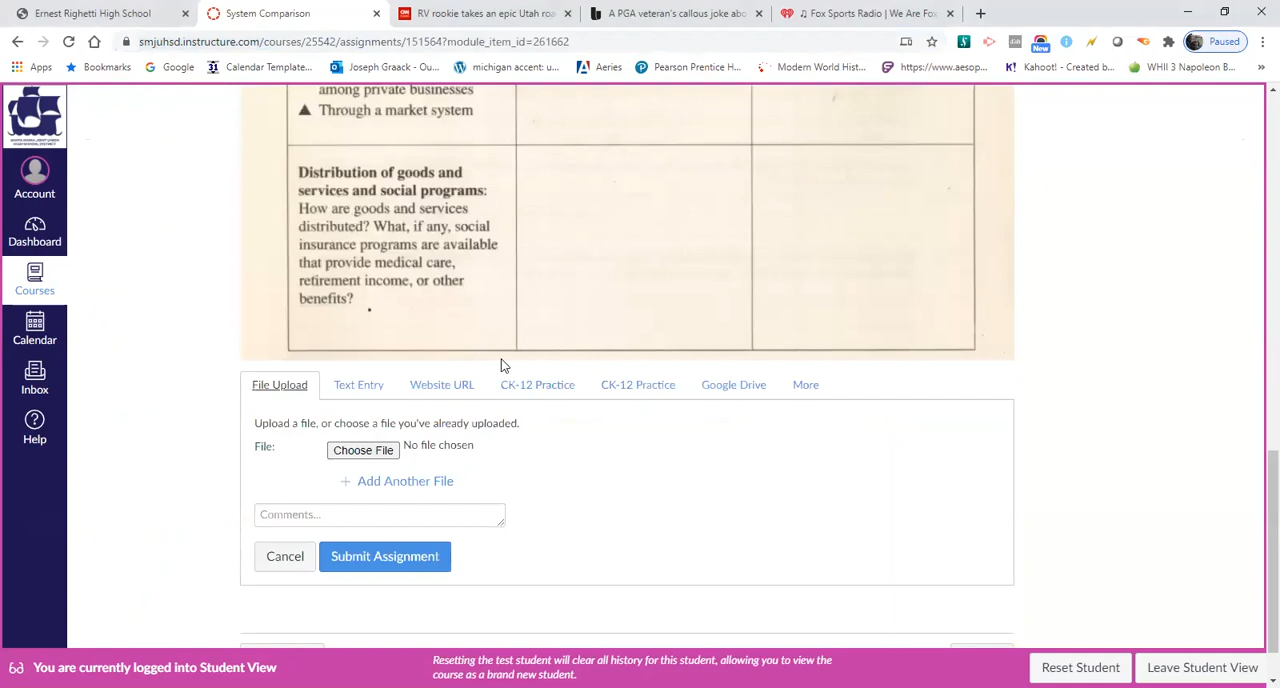 Ernest Righetti High School
System Comparison
RV rookie takes an epic Utah roa
A PGA veteran's callous joke abo
Fox Sports Radio | We Are Fo
smjuhsd.instructure.com/courses/25542/assignments/151564?module_item_id=261662
New
Paused
Apps
Bookmarks
Google
Calendar Template...
Joseph Graack - Ou...
michigan accent: u...
Aeries
Pearson Prentice H...
Modern World Hist...
https://www.aesop...
Kahoot! - Created b...
WHII 3 Napoleon B...
»
Account
Dashboard
Courses
Calendar
Inbox
Help
among private businesses
▲ Through a market system
Distribution of goods and
services and social programs:
How are goods and services
distributed? What, if any, social
insurance programs are available
that provide medical care,
retirement income, or other
benefits?
File Upload
Text Entry
Website URL
CK-12 Practice
CK-12 Practice
Google Drive
More
Upload a file, or choose a file you've already uploaded.
File:
Choose File No file chosen
+ Add Another File
Comments...
Cancel
Submit Assignment
You are currently logged into Student View
Resetting the test student will clear all history for this student, allowing you to view the
course as a brand new student.
Reset Student
Leave Student View